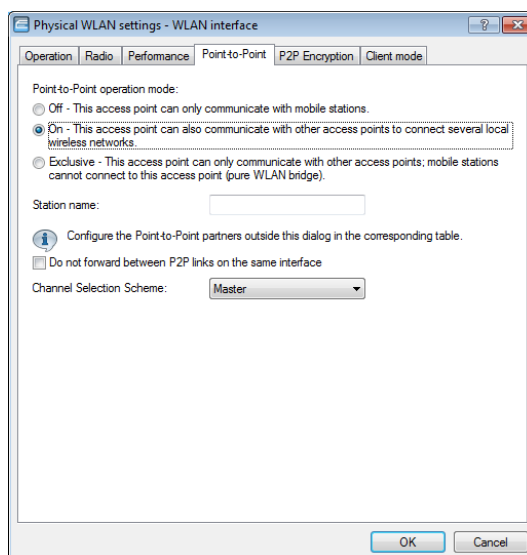 Physical WLAN settings - WLAN interface
Operation Radio Performance Point-to-Point P2P Encryption Client mode
Point-to-Point operation mode:
Off - This access point can only communicate with mobile stations.
On - This access point can also communicate with other access points to connect several local
wireless networks.
Exclusive - This access point can only communicate with other access points; mobile stations
cannot connect to this access point (pure WLAN bridge).
Station name:
Configure the Point-to-Point partners outside this dialog in the corresponding table.
Do not forward between P2P links on the same interface
Channel Selection Scheme: Master
OK Cancel